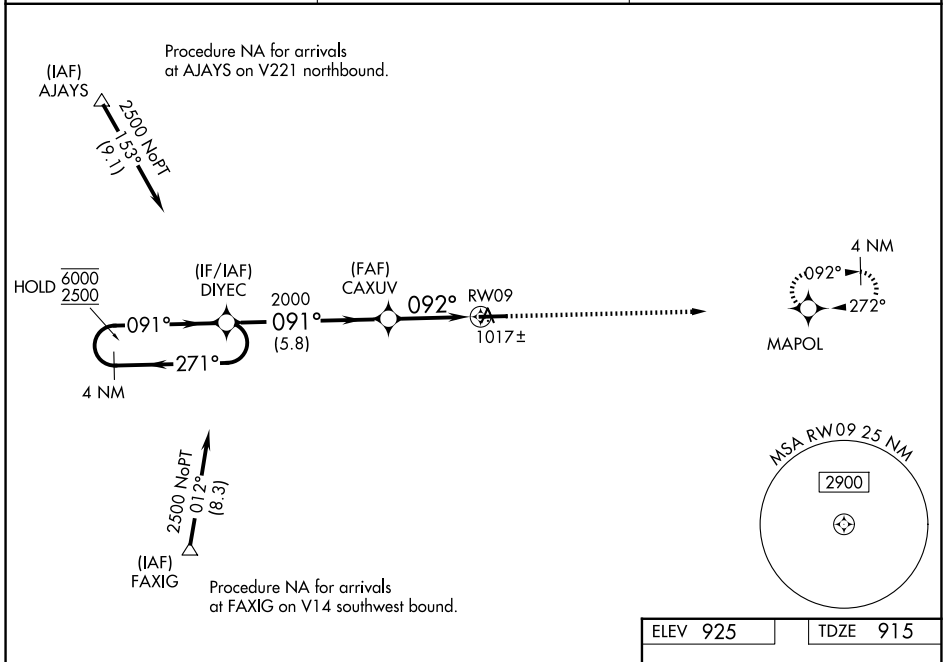 Procedure NA for arrivals
at AJAYS on V221 northbound.
(IAF)
AJAYS
2500 NoPT
153°
(9.1)
HOLD 6000
2500
(IF/IAF)
DIYEC
091°
271°
4 NM
2000
091°
(5.8)
(FAF)
CAXUV
092°
RW09
1017±
4 NM
092°
272°
MAPOL
2500 NoPT
012°
(8.3)
(IAF)
FAXIG
Procedure NA for arrivals
at FAXIG on V14 southwest bound.
MSA RW09 25 NM
2900
ELEV 925
TDZE 915